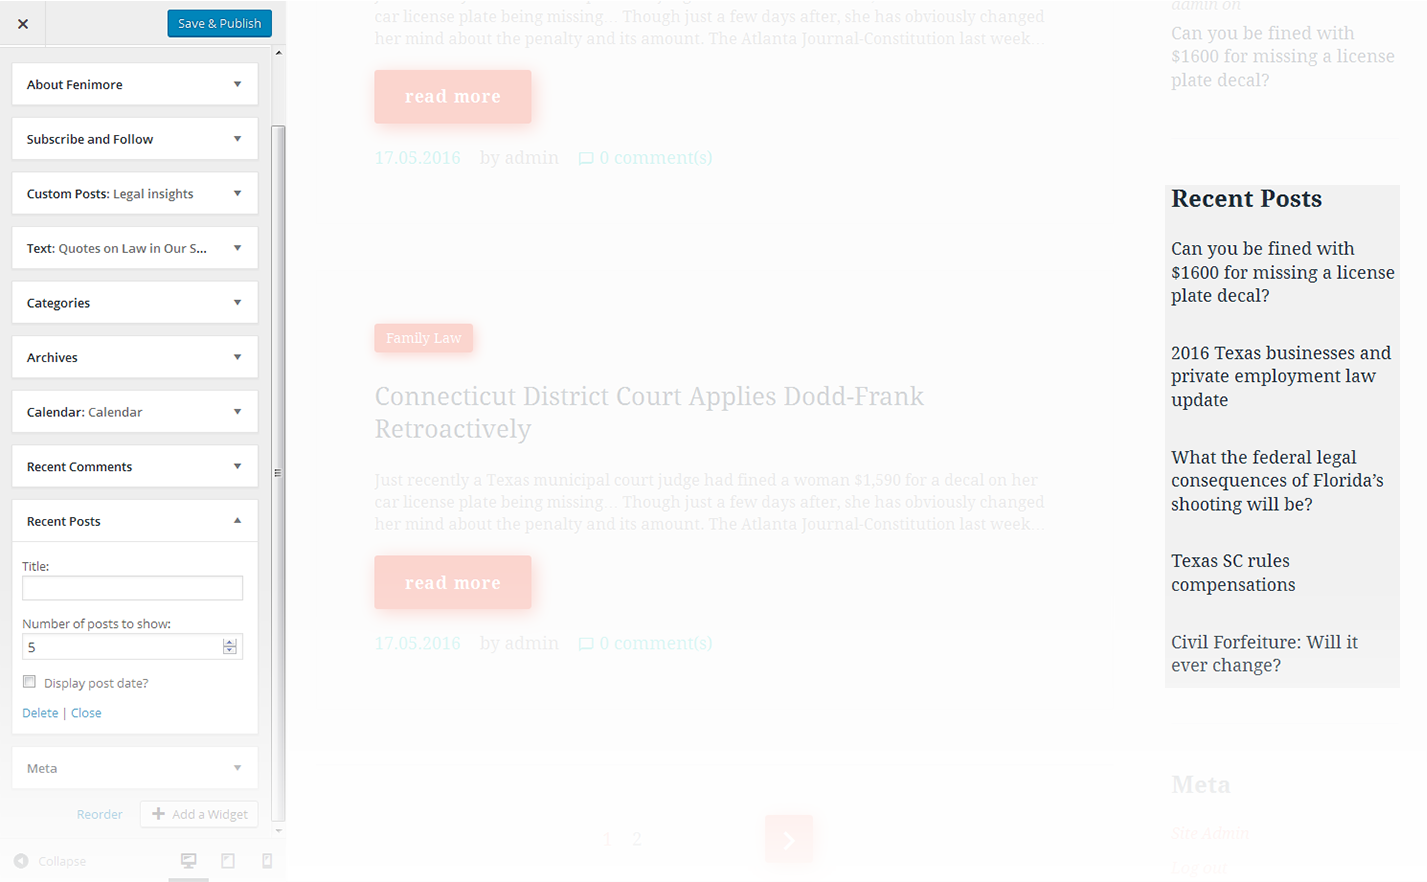 Save & Publish
About Fenimore
Subscribe and Follow
Custom Posts: Legal insights
Text: Quotes on Law in Our S...
Categories
Archives
Calendar: Calendar
Recent Comments
Recent Posts
Title:
Number of posts to show:
5
Display post date?
Delete | Close
Meta
Reorder
Add a Widget
Collapse
car license plate being missing... Though just a few days after, she has obviously changed
her mind about the penalty and its amount. The Atlanta Journal-Constitution last week...
read more
17.05.2016 by admin 0 comment(s)
Family Law
Connecticut District Court Applies Dodd-Frank
Retroactively
Just recently a Texas municipal court judge had fined a woman $1,590 for a decal on her
car license plate being missing... Though just a few days after, she has obviously changed
her mind about the penalty and its amount. The Atlanta Journal-Constitution last week...
read more
17.05.2016 by admin 0 comment(s)
1 2
admin on
Can you be fined with
$1600 for missing a license
plate decal?
Recent Posts
Can you be fined with
$1600 for missing a license
plate decal?
2016 Texas businesses and
private employment law
update
What the federal legal
consequences of Florida’s
shooting will be?
Texas SC rules
compensations
Civil Forfeiture: Will it
ever change?
Meta
Site Admin
Log out